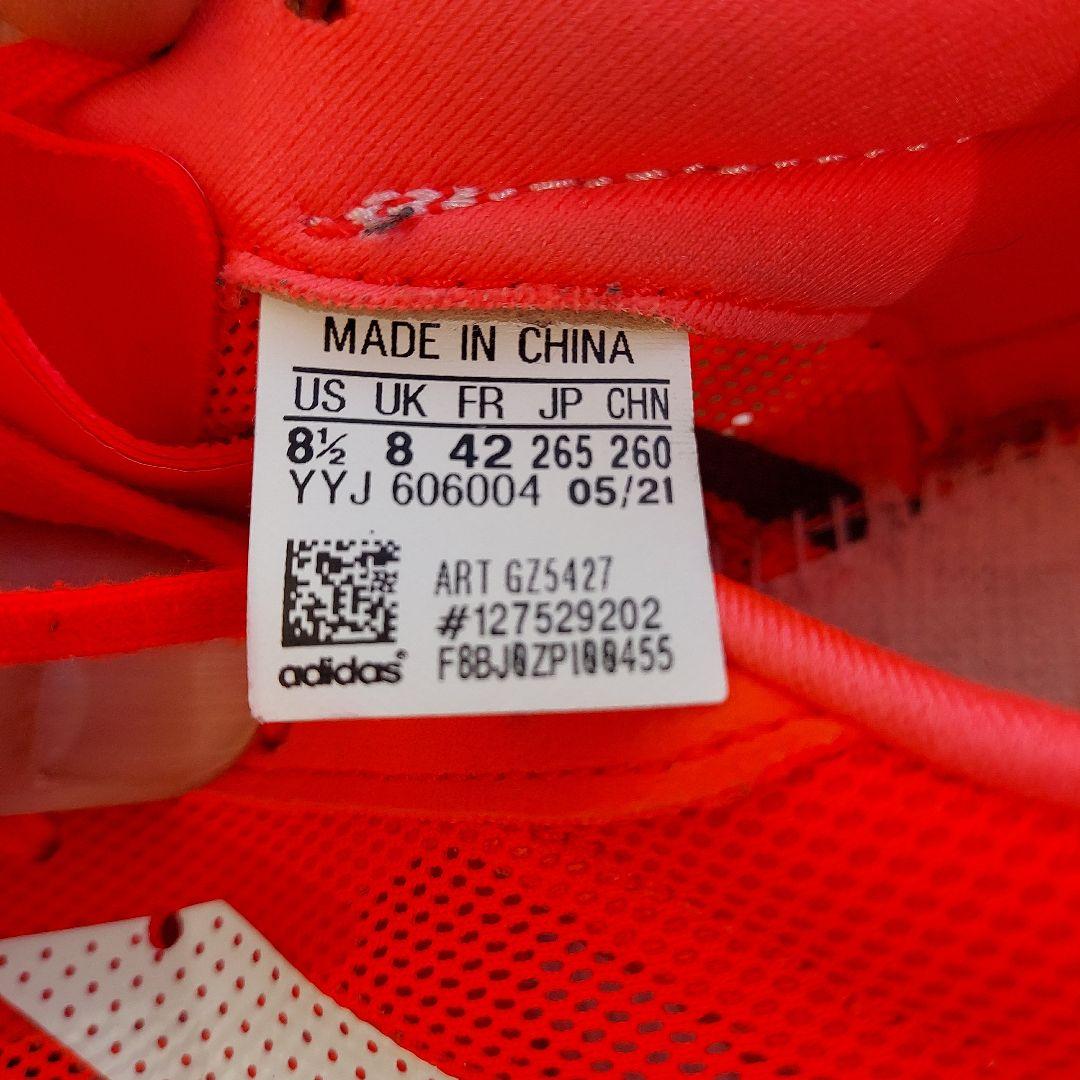 MADE IN CHINA
US UK FR JP CHN
8½ 8 42 265 260
YYJ 606004 05/21
ART GZ5427
#127529202
F8BJ0ZPI00455
adidas®